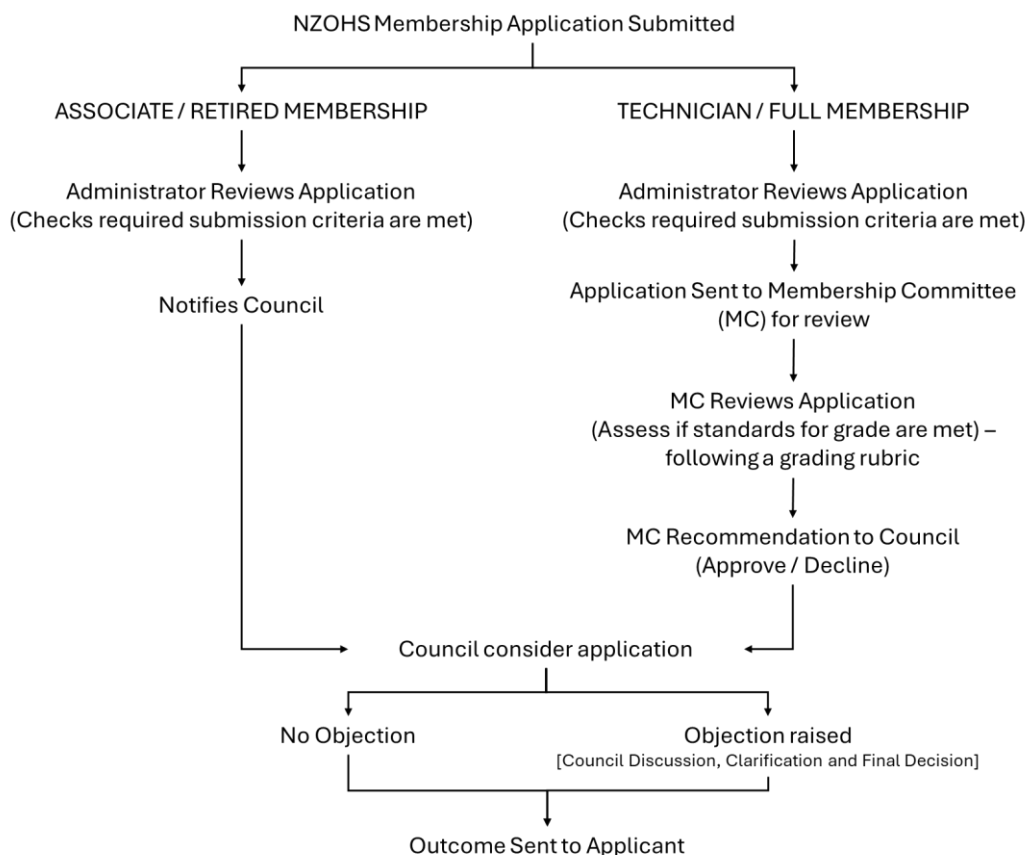 NZOHS Membership Application Submitted
ASSOCIATE / RETIRED MEMBERSHIP
TECHNICIAN / FULL MEMBERSHIP
Administrator Reviews Application
(Checks required submission criteria are met)
Administrator Reviews Application
(Checks required submission criteria are met)
Notifies Council
Application Sent to Membership Committee
(MC) for review
MC Reviews Application
(Assess if standards for grade are met) –
following a grading rubric
MC Recommendation to Council
(Approve / Decline)
Council consider application
No Objection
Objection raised
[Council Discussion, Clarification and Final Decision]
Outcome Sent to Applicant